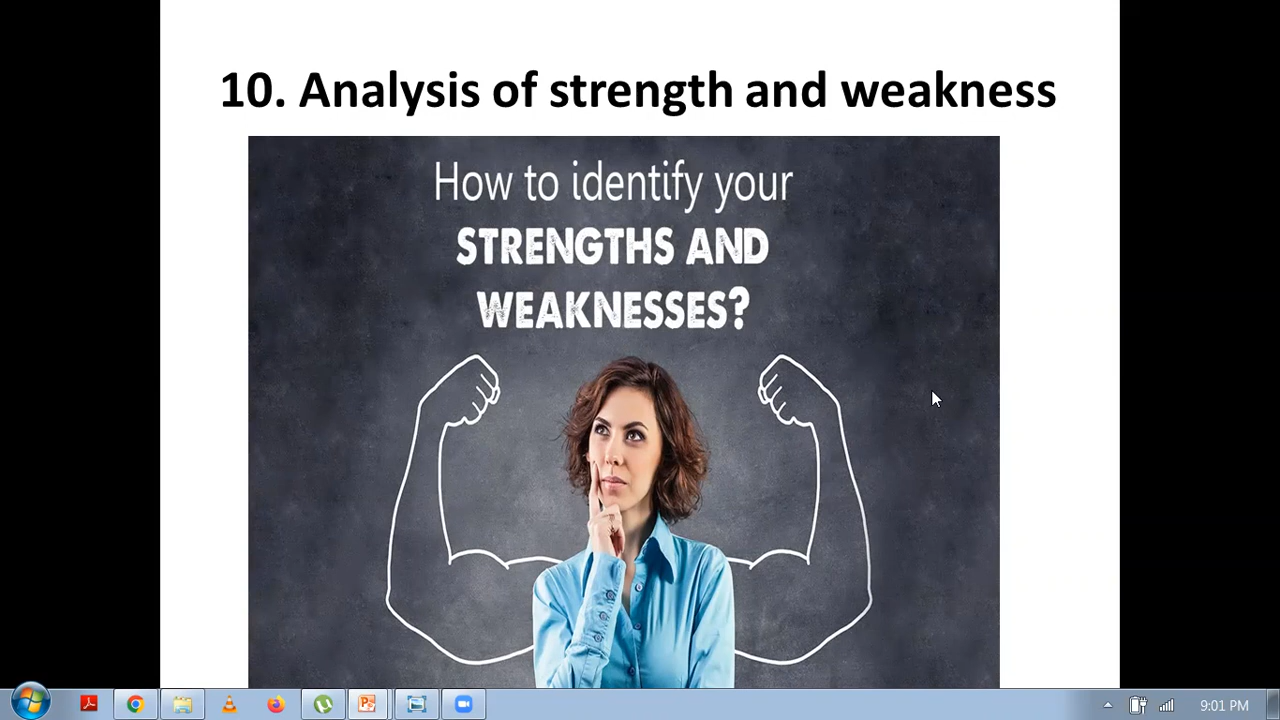 10. Analysis of strength and weakness
How to identify your
STRENGTHS AND
WEAKNESSES?
9:01 PM